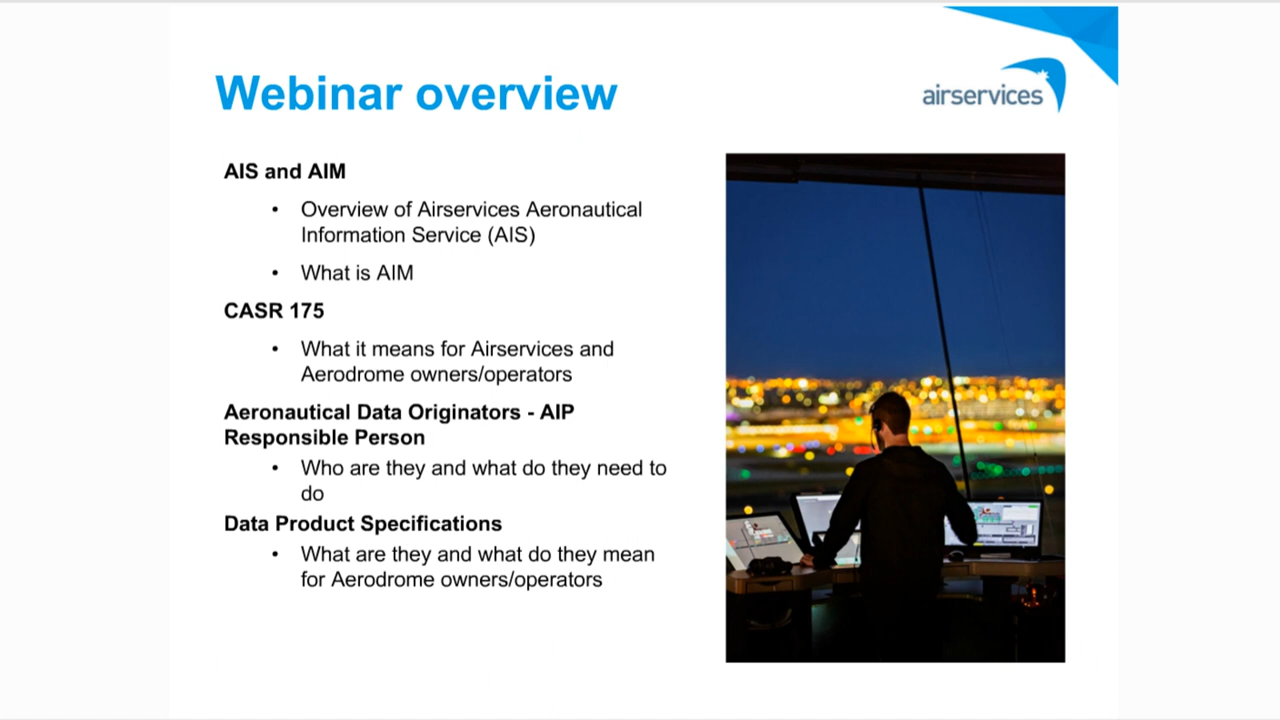 Webinar overview
airservices
AIS and AIM
• Overview of Airservices Aeronautical
Information Service (AIS)
• What is AIM
CASR 175
• What it means for Airservices and
Aerodrome owners/operators
Aeronautical Data Originators - AIP
Responsible Person
• Who are they and what do they need to
do
Data Product Specifications
• What are they and what do they mean
for Aerodrome owners/operators